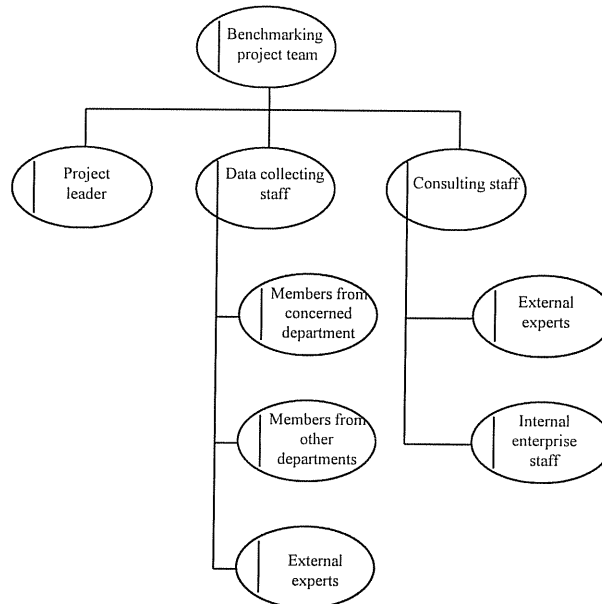 Benchmarking
project team
Project
leader
Data collecting
staff
Consulting staff
Members from
concerned
department
External
experts
Members from
other
departments
Internal
enterprise
staff
External
experts